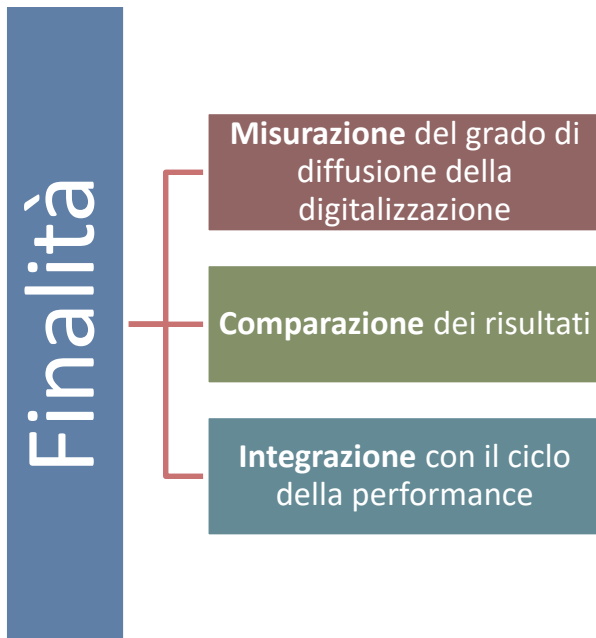 Finalità
Misurazione del grado di
diffusione della
digitalizzazione
Comparazione dei risultati
Integrazione con il ciclo
della performance